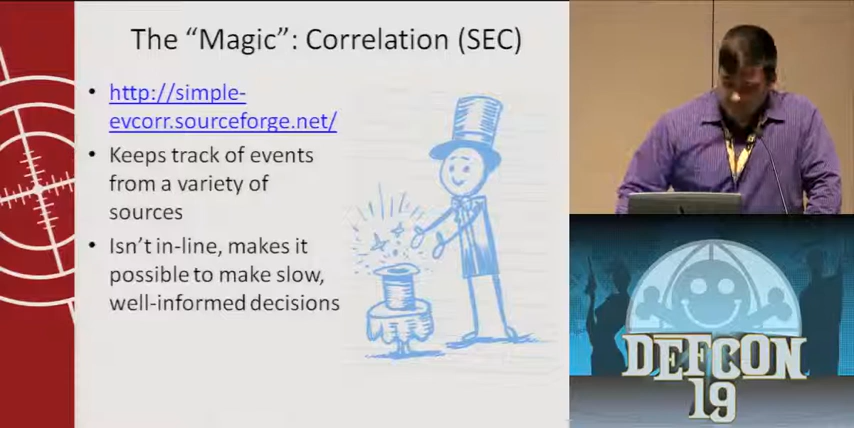 The “Magic”: Correlation (SEC)
• http://simple-
evcorr.sourceforge.net/
• Keeps track of events
from a variety of
sources
• Isn’t in-line, makes it
possible to make slow,
well-informed decisions
DEFCON
19